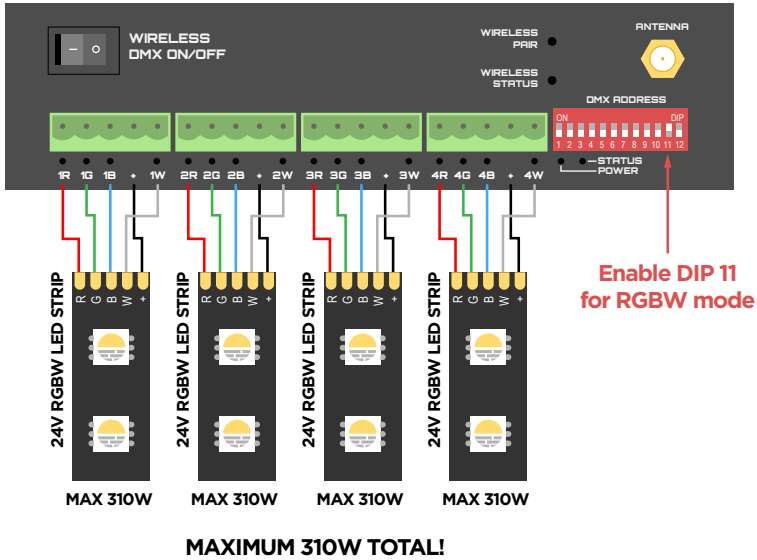 WIRELESS
DMX ON/OFF
WIRELESS
PAIR
WIRELESS
STATUS
ANTENNA
DMX ADDRESS
ON DIP
1 2 3 4 5 6 7 8 9 10 11 12
STATUS
POWER
1R 1G 1B + 1W
2R 2G 2B + 2W
3R 3G 3B + 3W
4R 4G 4B + 4W
Enable DIP 11
for RGBW mode
24V RGBW LED STRIP
R G B W +
MAX 310W
24V RGBW LED STRIP
R G B W +
MAX 310W
24V RGBW LED STRIP
R G B W +
MAX 310W
24V RGBW LED STRIP
R G B W +
MAX 310W
MAXIMUM 310W TOTAL!